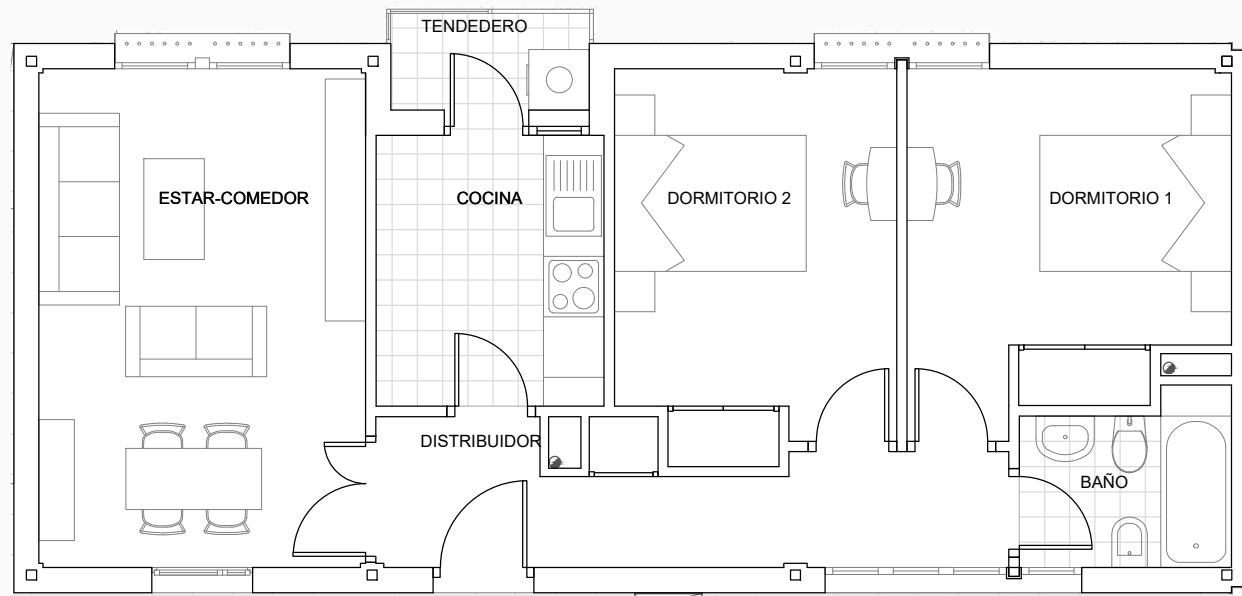 TENDEDERO
ESTAR-COMEDOR
COCINA
DORMITORIO 2
DORMITORIO 1
DISTRIBUIDOR
BAÑO